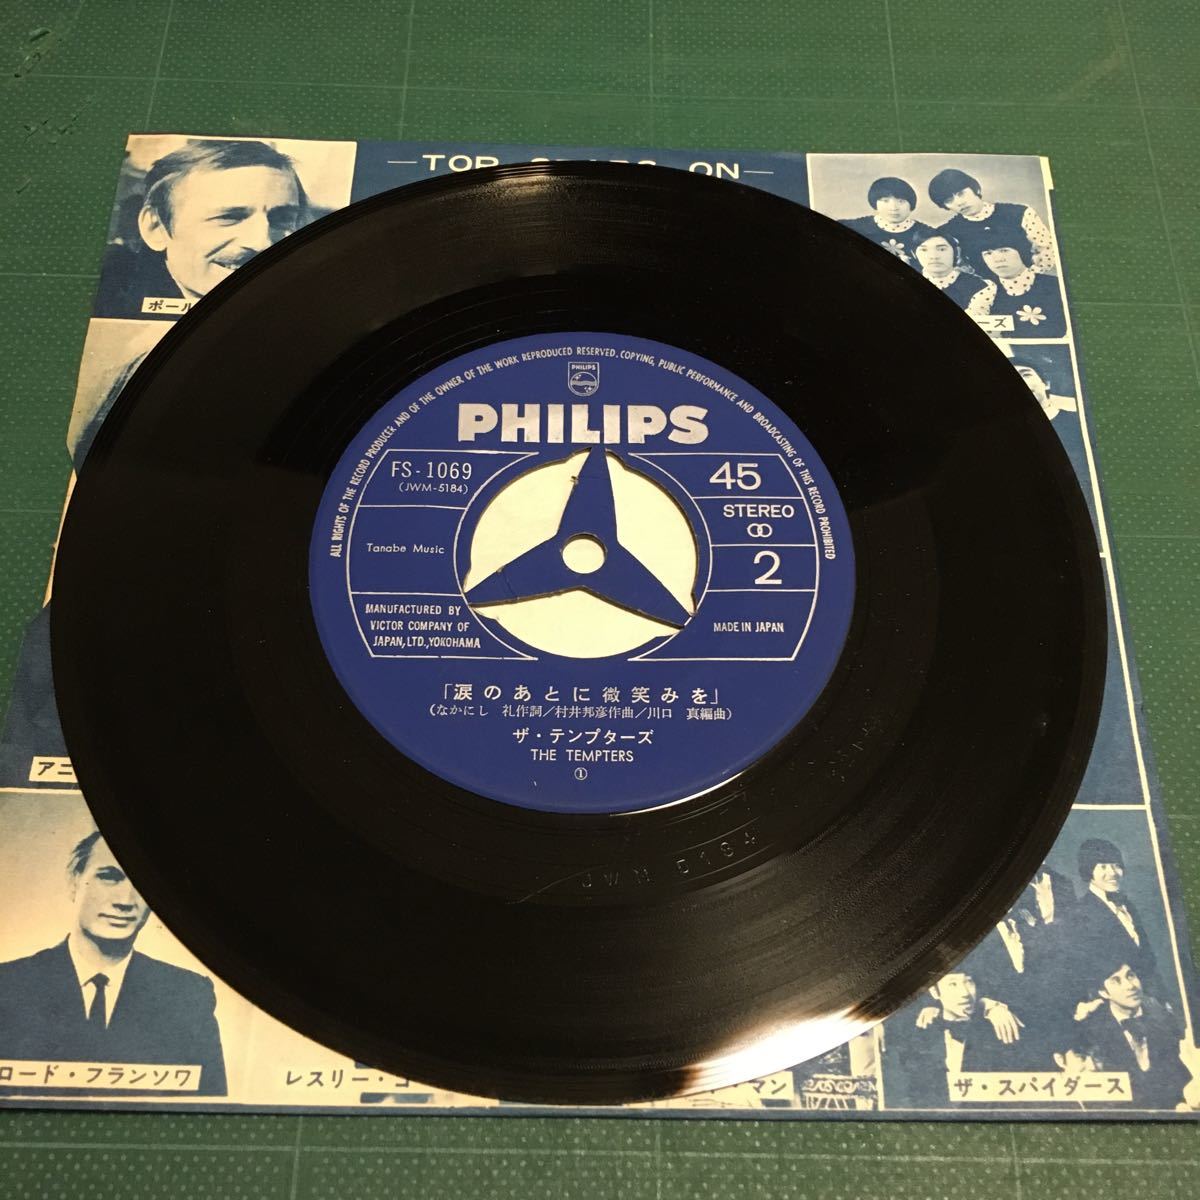 —TOP ON—
ポール
ーズ
ALL RIGHTS OF THE RECORD PRODUCER AND OF THE OWNER OF THE WORK REPRODUCED RESERVED. COPYING, PUBLIC PERFORMANCE AND BROADCASTING OF THIS RECORD PROHIBITED
PHILIPS
PHILIPS
FS-1069
(JWM-5184)
45
STEREO
Tanabe Music
2
MANUFACTURED BY
VICTOR COMPANY OF
JAPAN, LTD., YOKOHAMA
MADE IN JAPAN
「涙のあとに微笑みを」
(なかにし 礼作詞/村井邦彦作曲/川口 真編曲)
ザ・テンプターズ
THE TEMPTERS
①
JWM 5184
アニ
ロード・フランソワ
レスリー・ゴー
マン
ザ・スパイダース